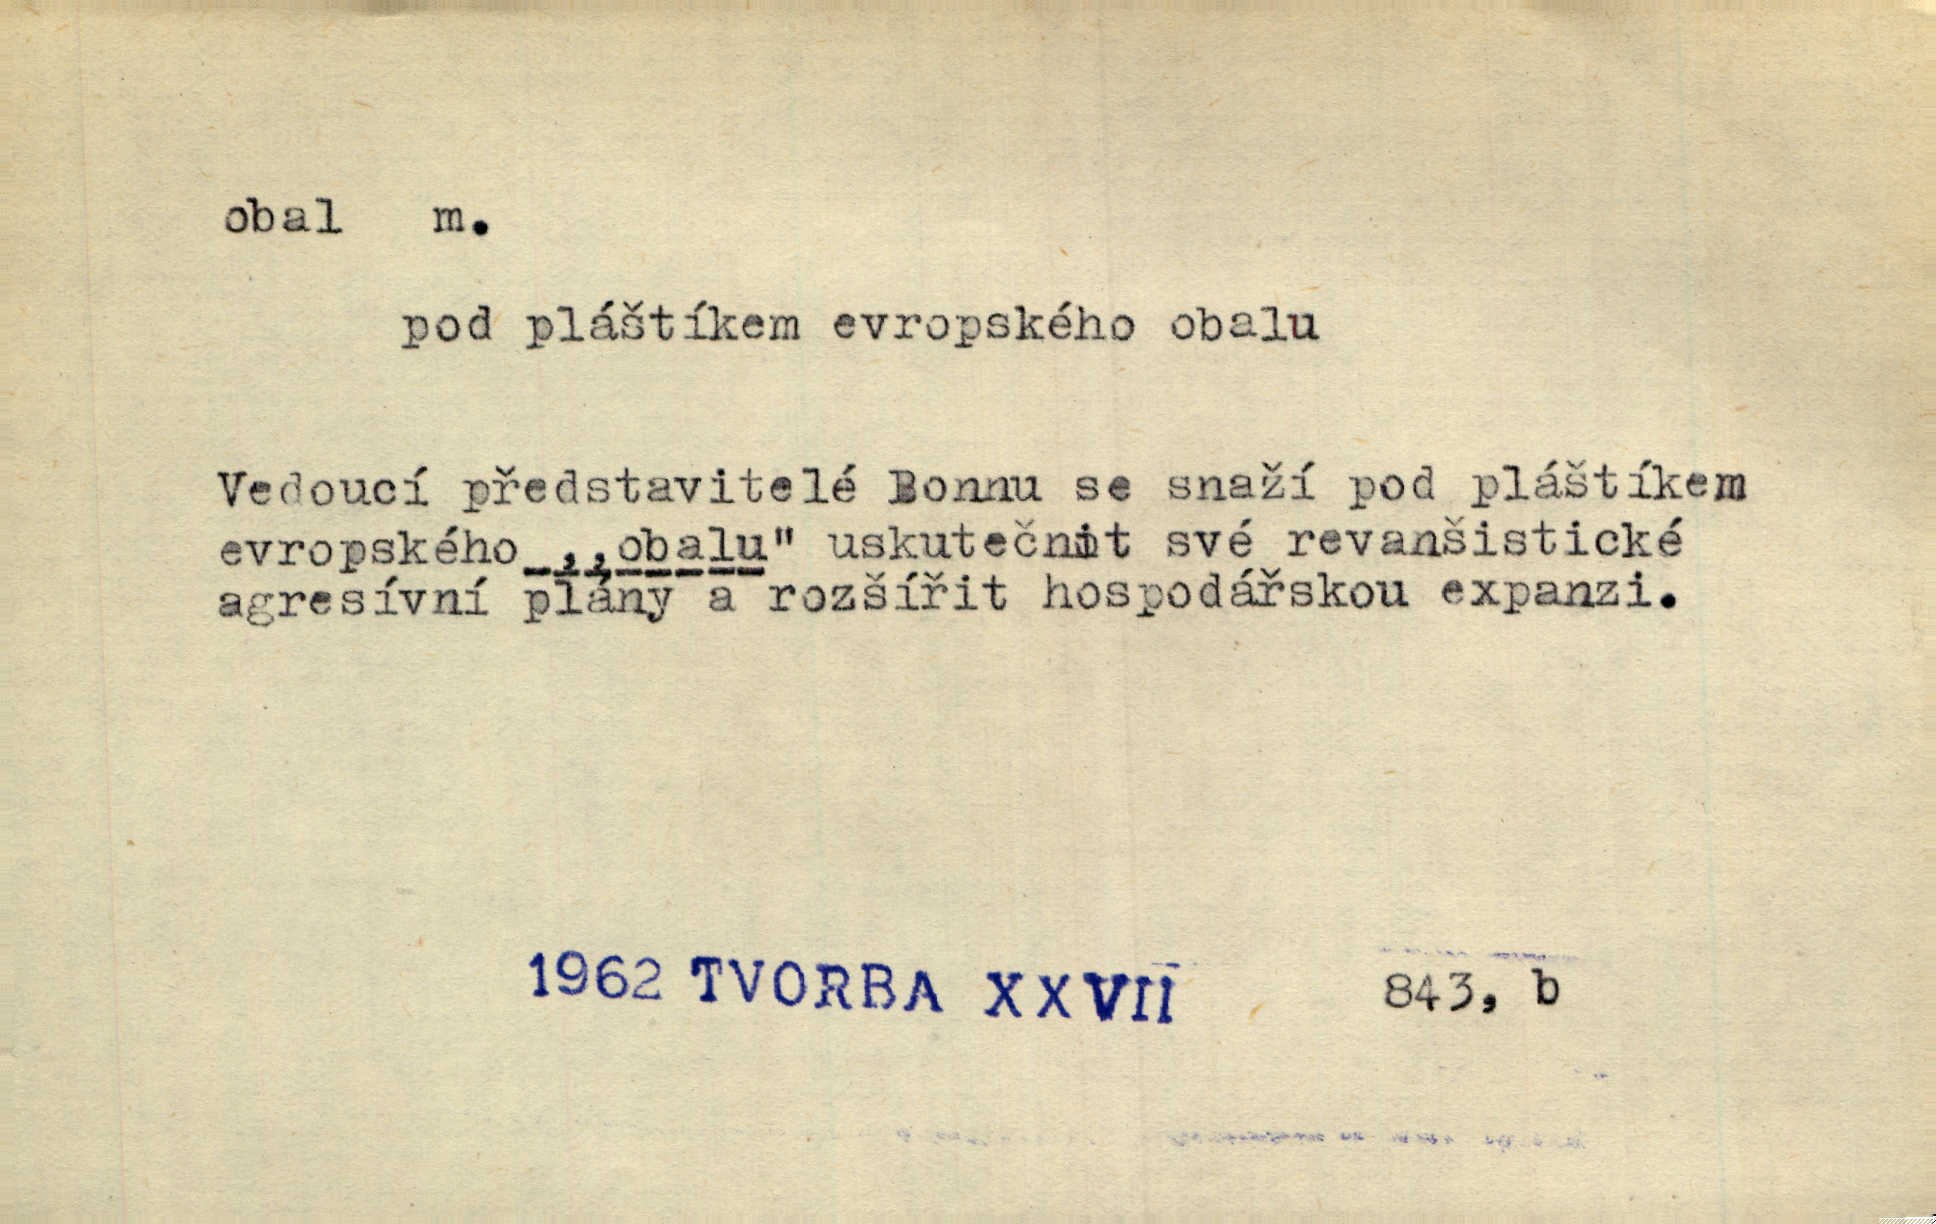 obal m.
pod pláštíkem evropského obalu
Vedoucí představitelé Bonnu se snaží pod pláštíkem
evropského ,,obalu" uskutečnit své revanšistické
agresívní plány a rozšířit hospodářskou expanzi.
1962 TVORBA XXVII 843, b